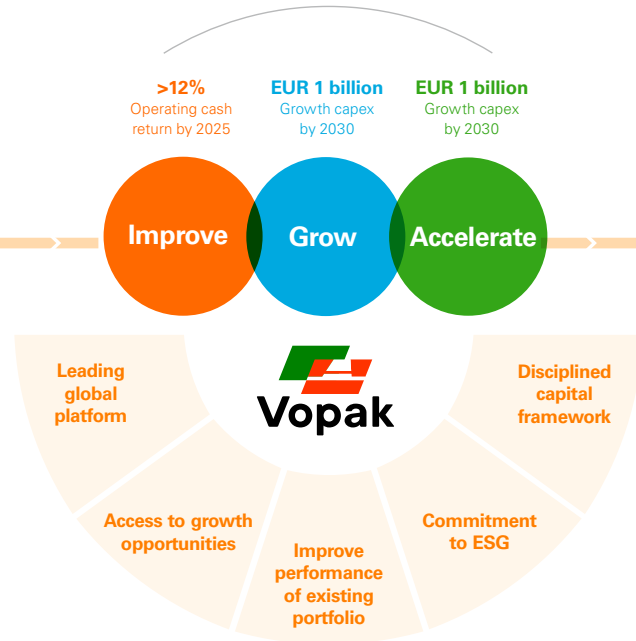 >12%
Operating cash
return by 2025
EUR 1 billion
Growth capex
by 2030
EUR 1 billion
Growth capex
by 2030
Improve
Grow
Accelerate
Vopak
Leading
global
platform
Access to growth
opportunities
Improve
performance
of existing
portfolio
Commitment
to ESG
Disciplined
capital
framework